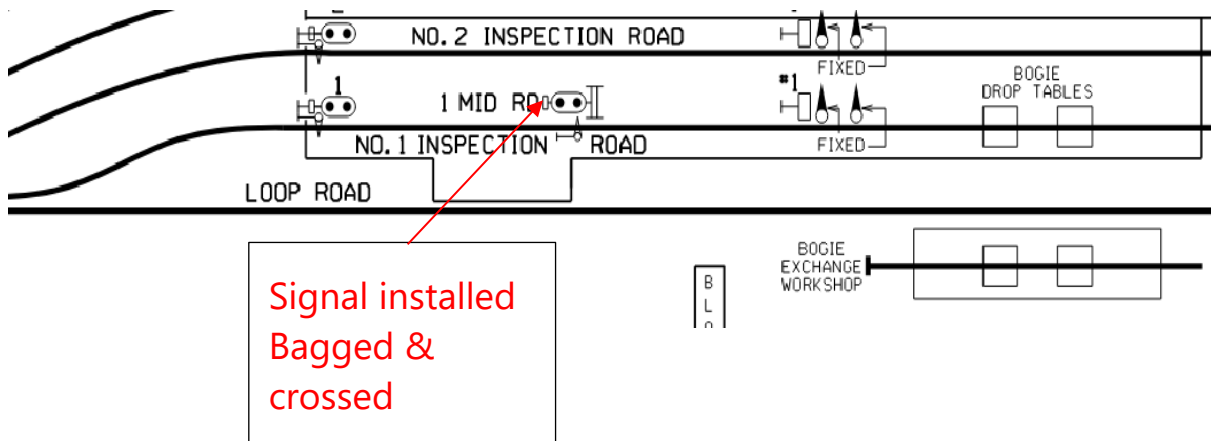 NO.2 INSPECTION ROAD
FIXED
1
1 MID RD
#1
BOGIE
DROP TABLES
NO.1 INSPECTION ROAD
FIXED
LOOP ROAD
BOGIE
EXCHANGE
WORKSHOP
B
L
Signal installed
Bagged &
crossed